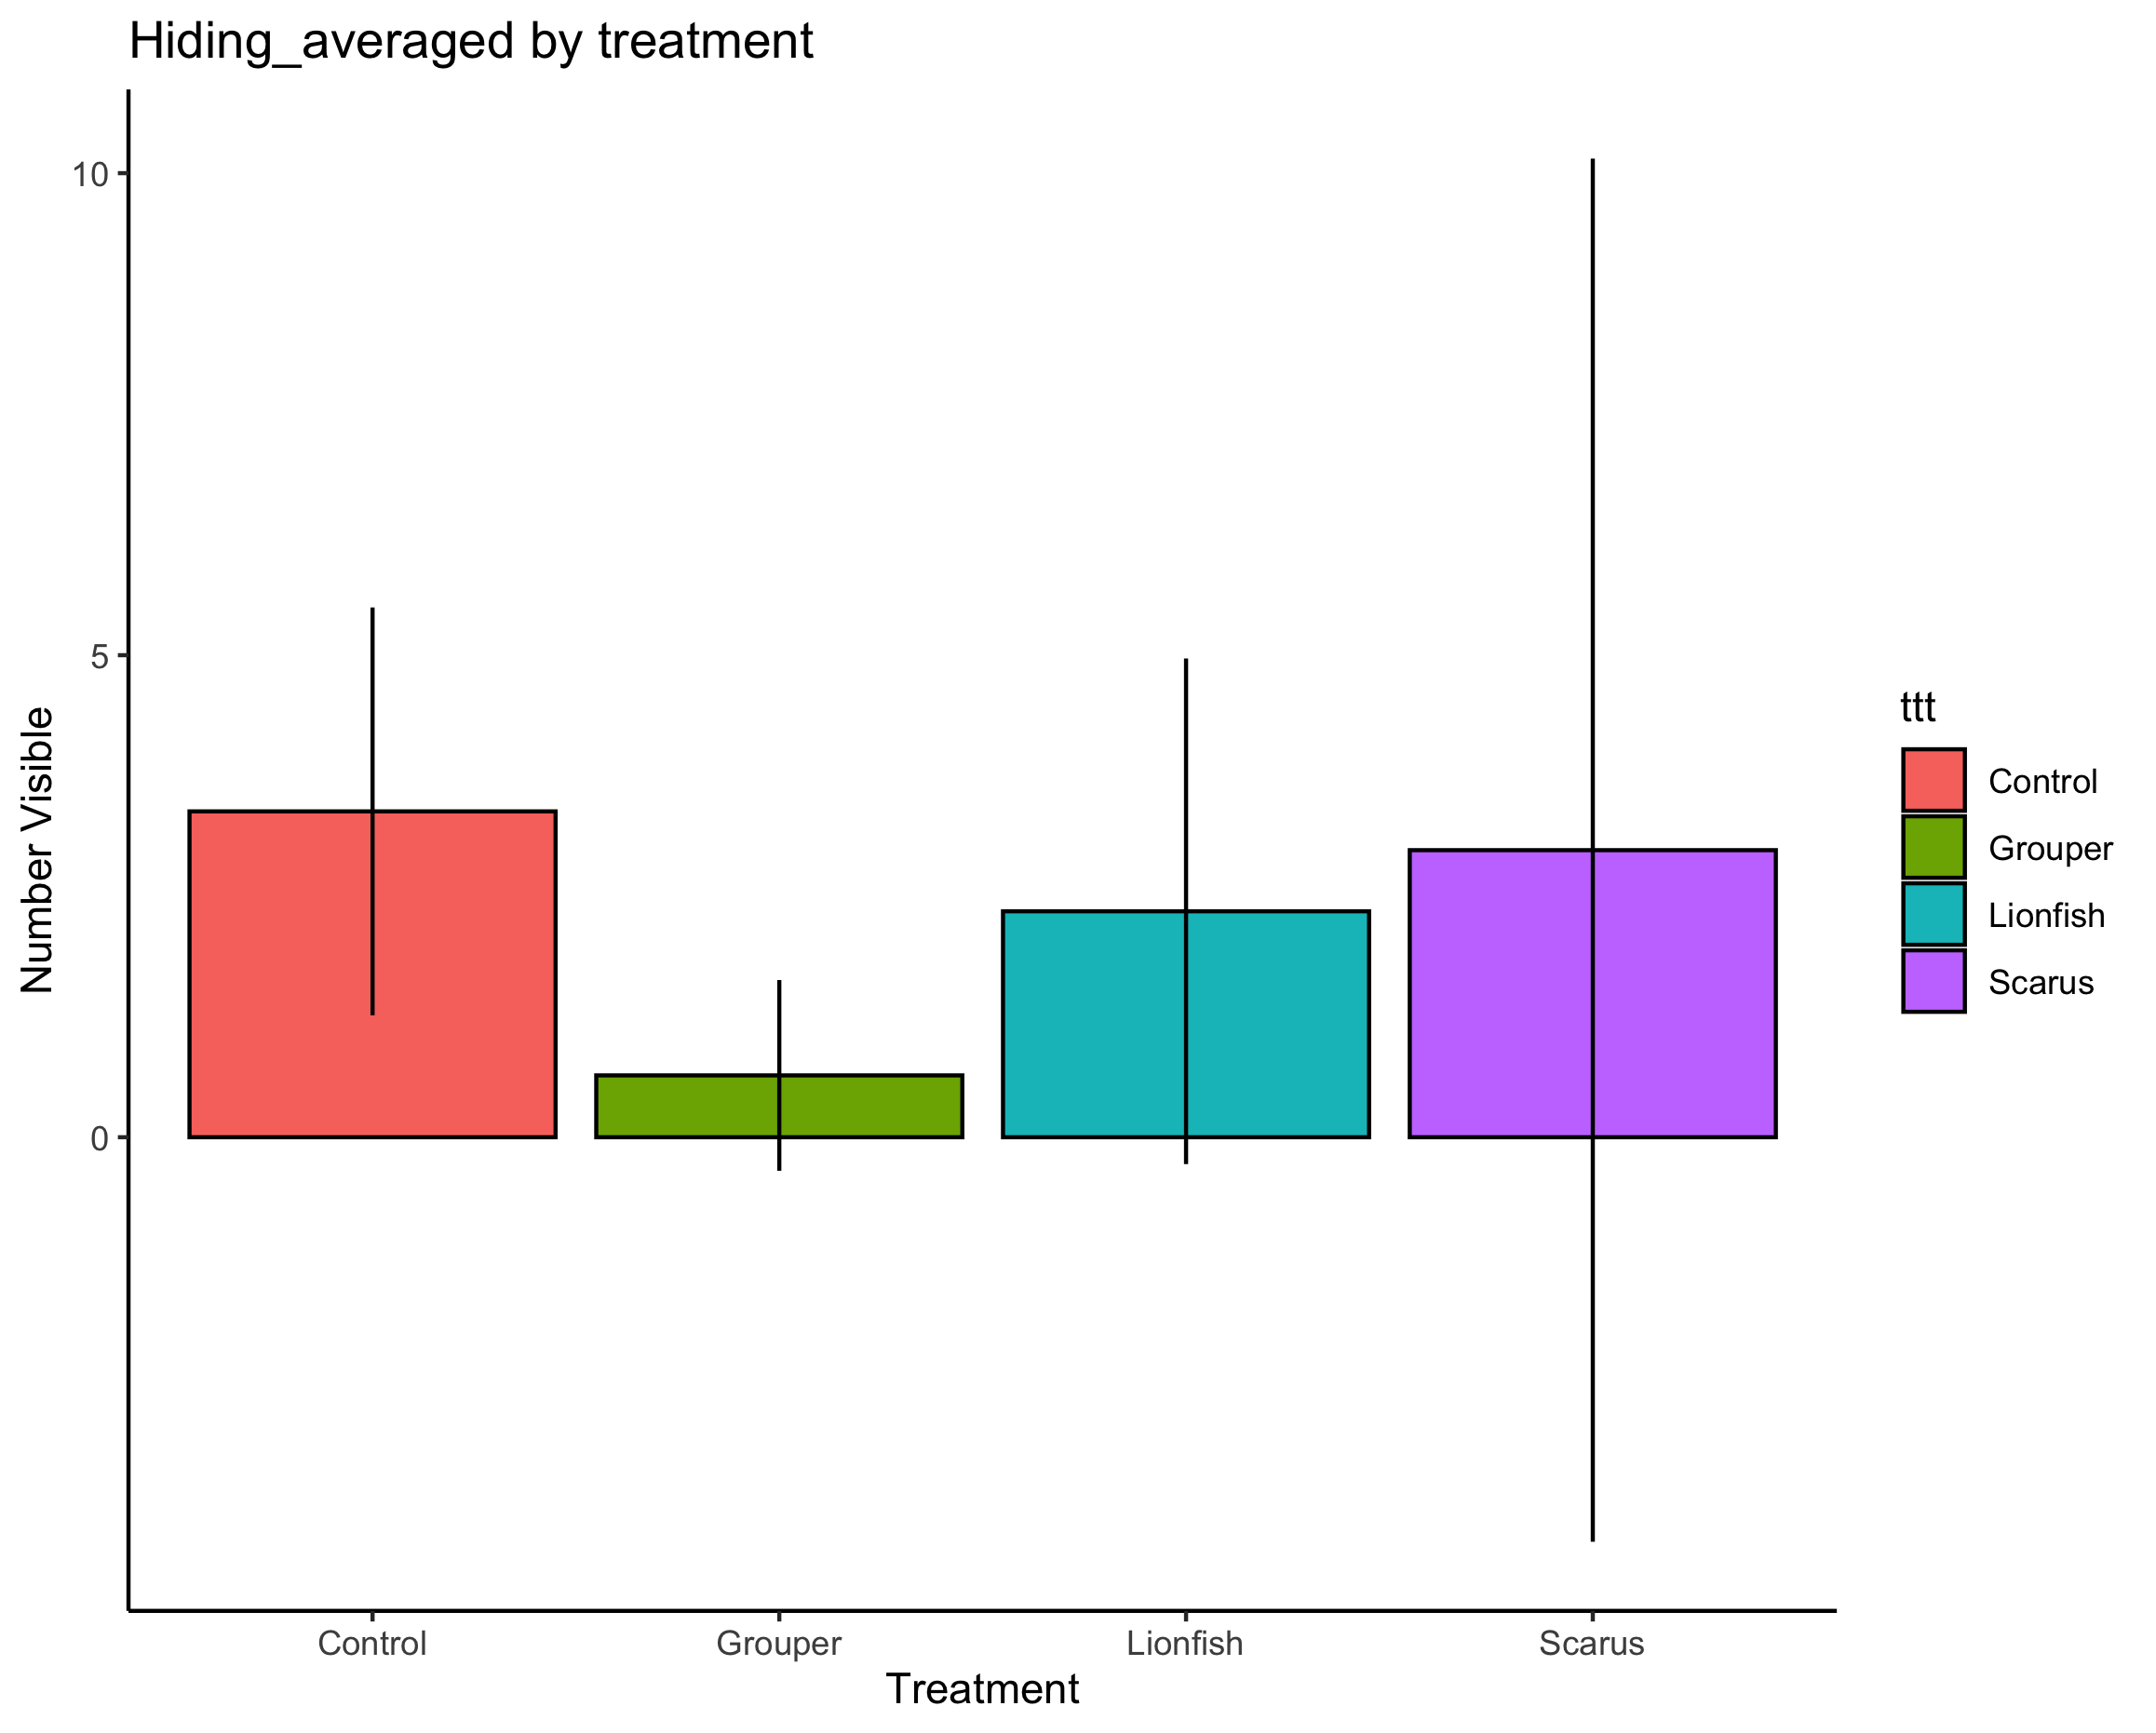 Hiding_averaged by treatment
10
5
0
Number Visible
Control
Grouper
Lionfish
Scarus
Treatment
ttt
Control
Grouper
Lionfish
Scarus